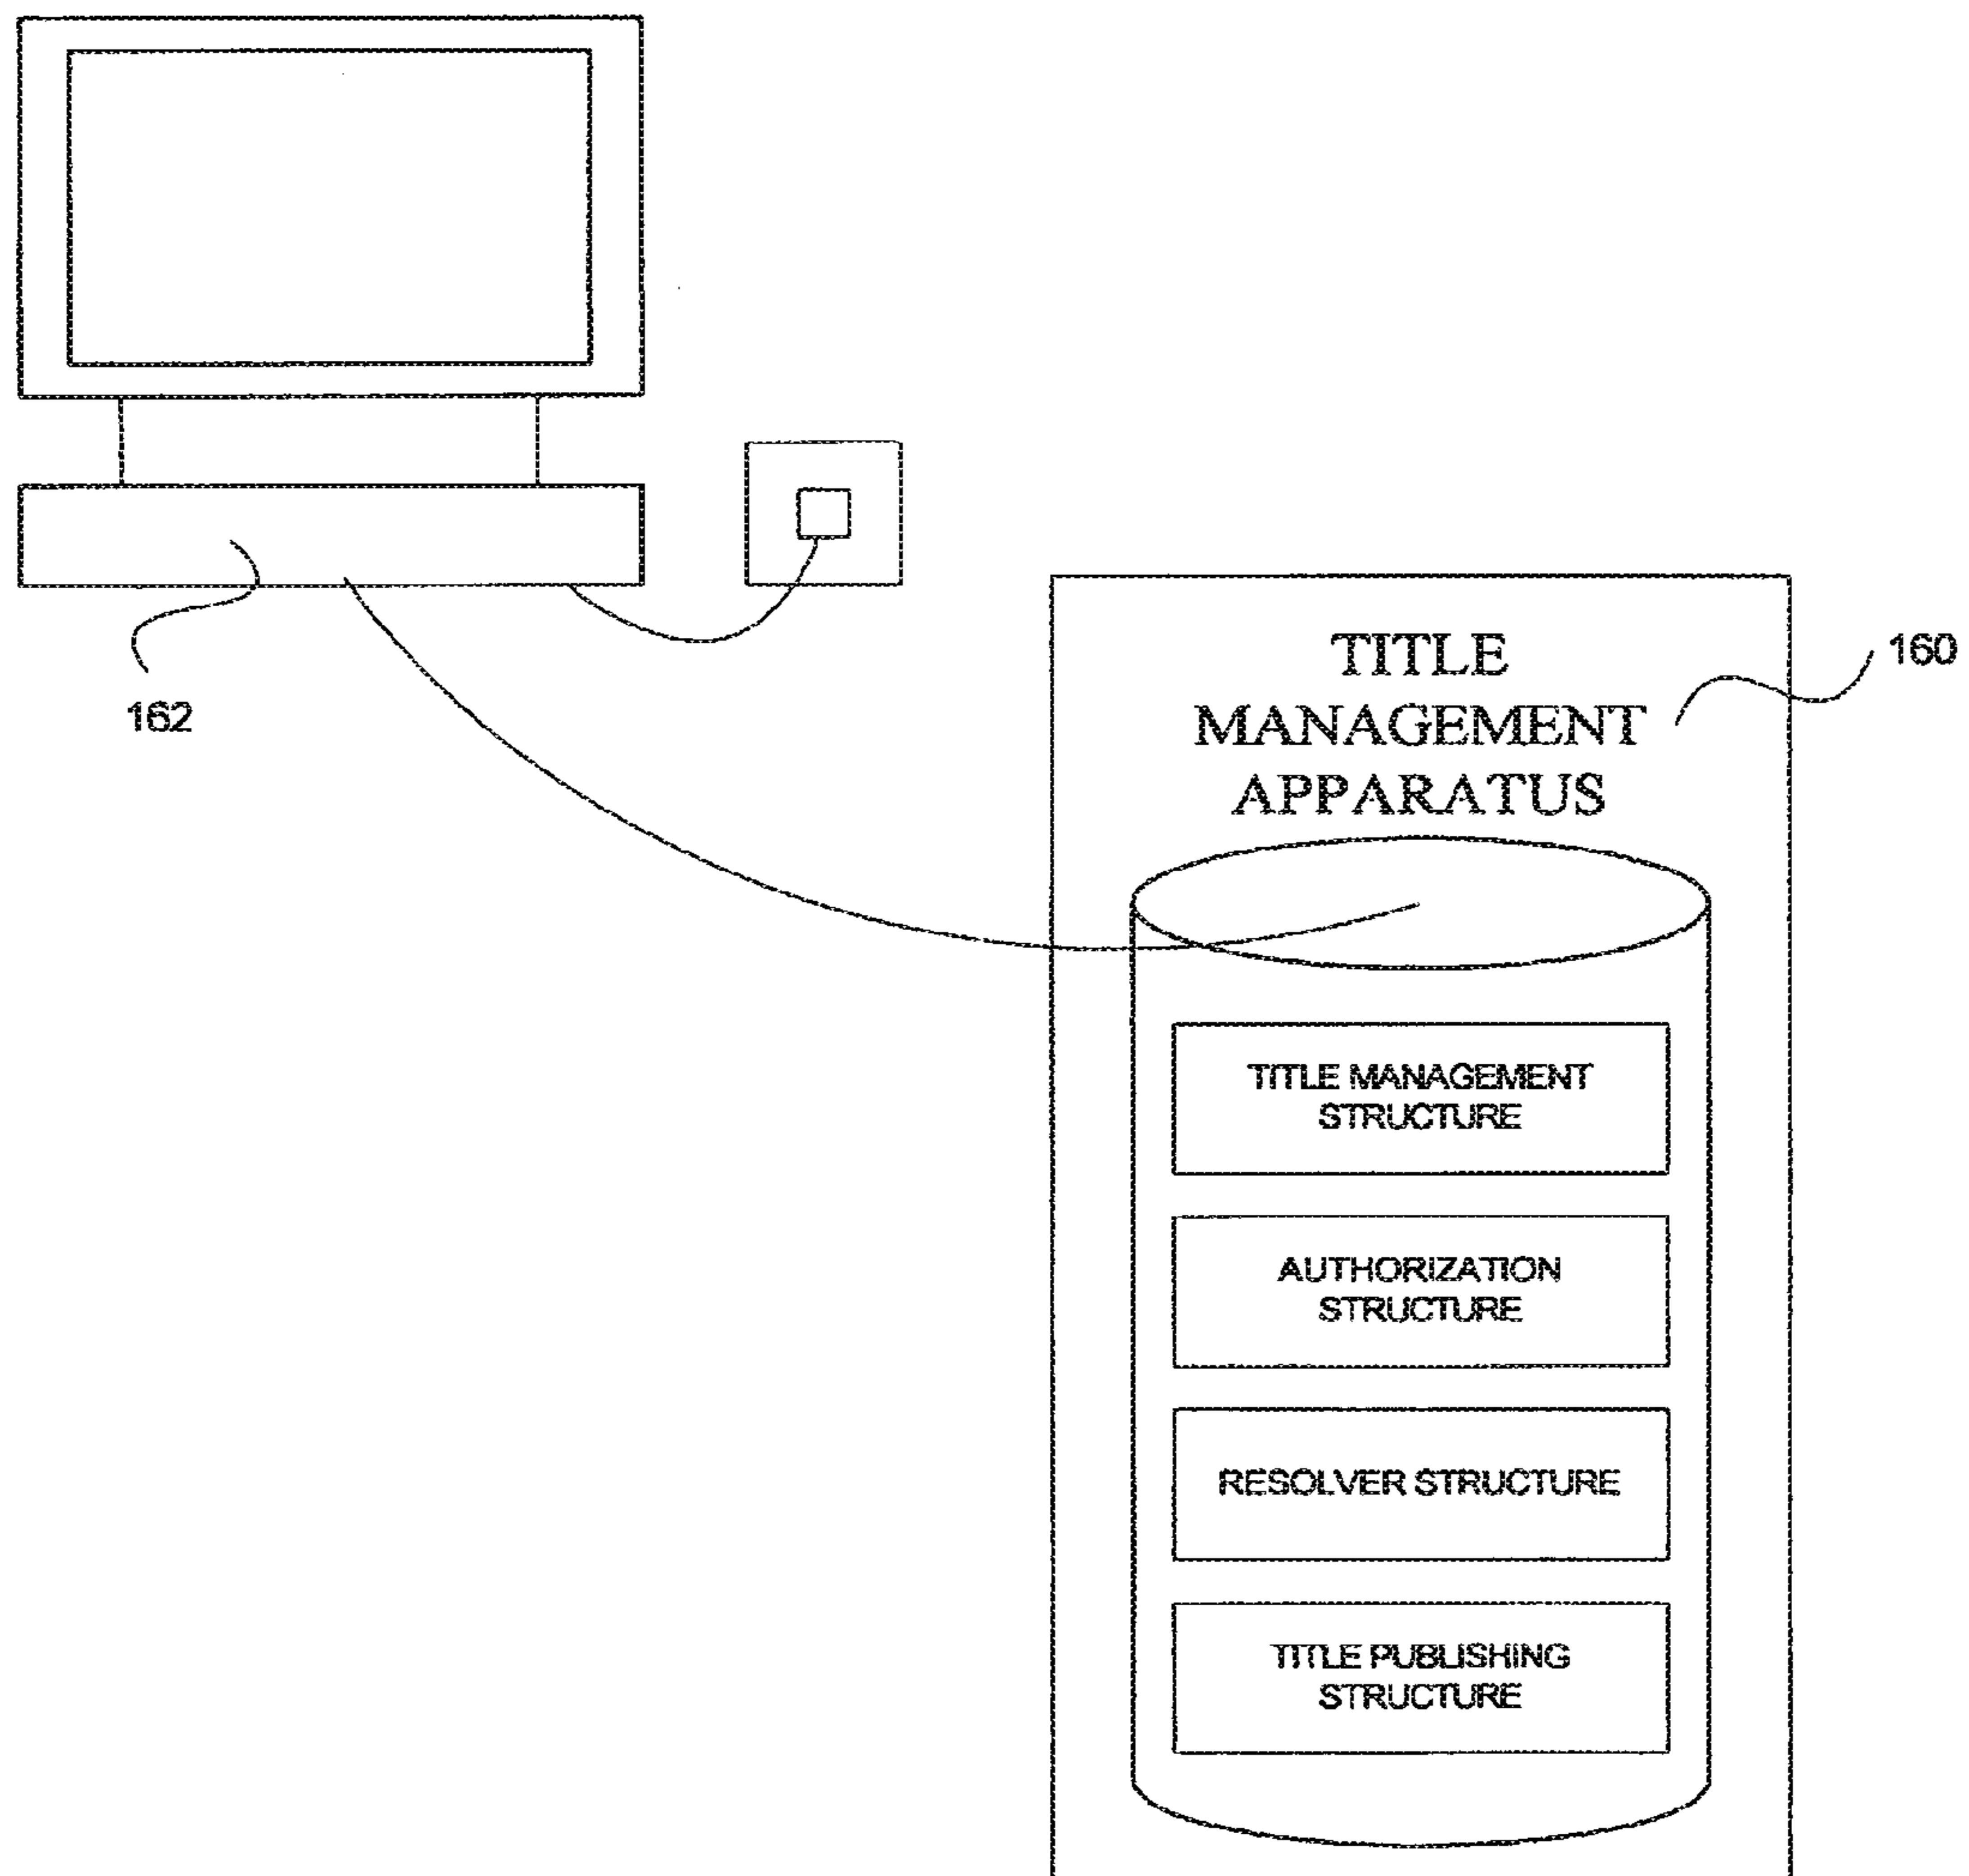 162
160
TITLE
MANAGEMENT
APPARATUS
TITLE MANAGEMENT
STRUCTURE
AUTHORIZATION
STRUCTURE
RESOLVER STRUCTURE
TITLE PUBLISHING
STRUCTURE